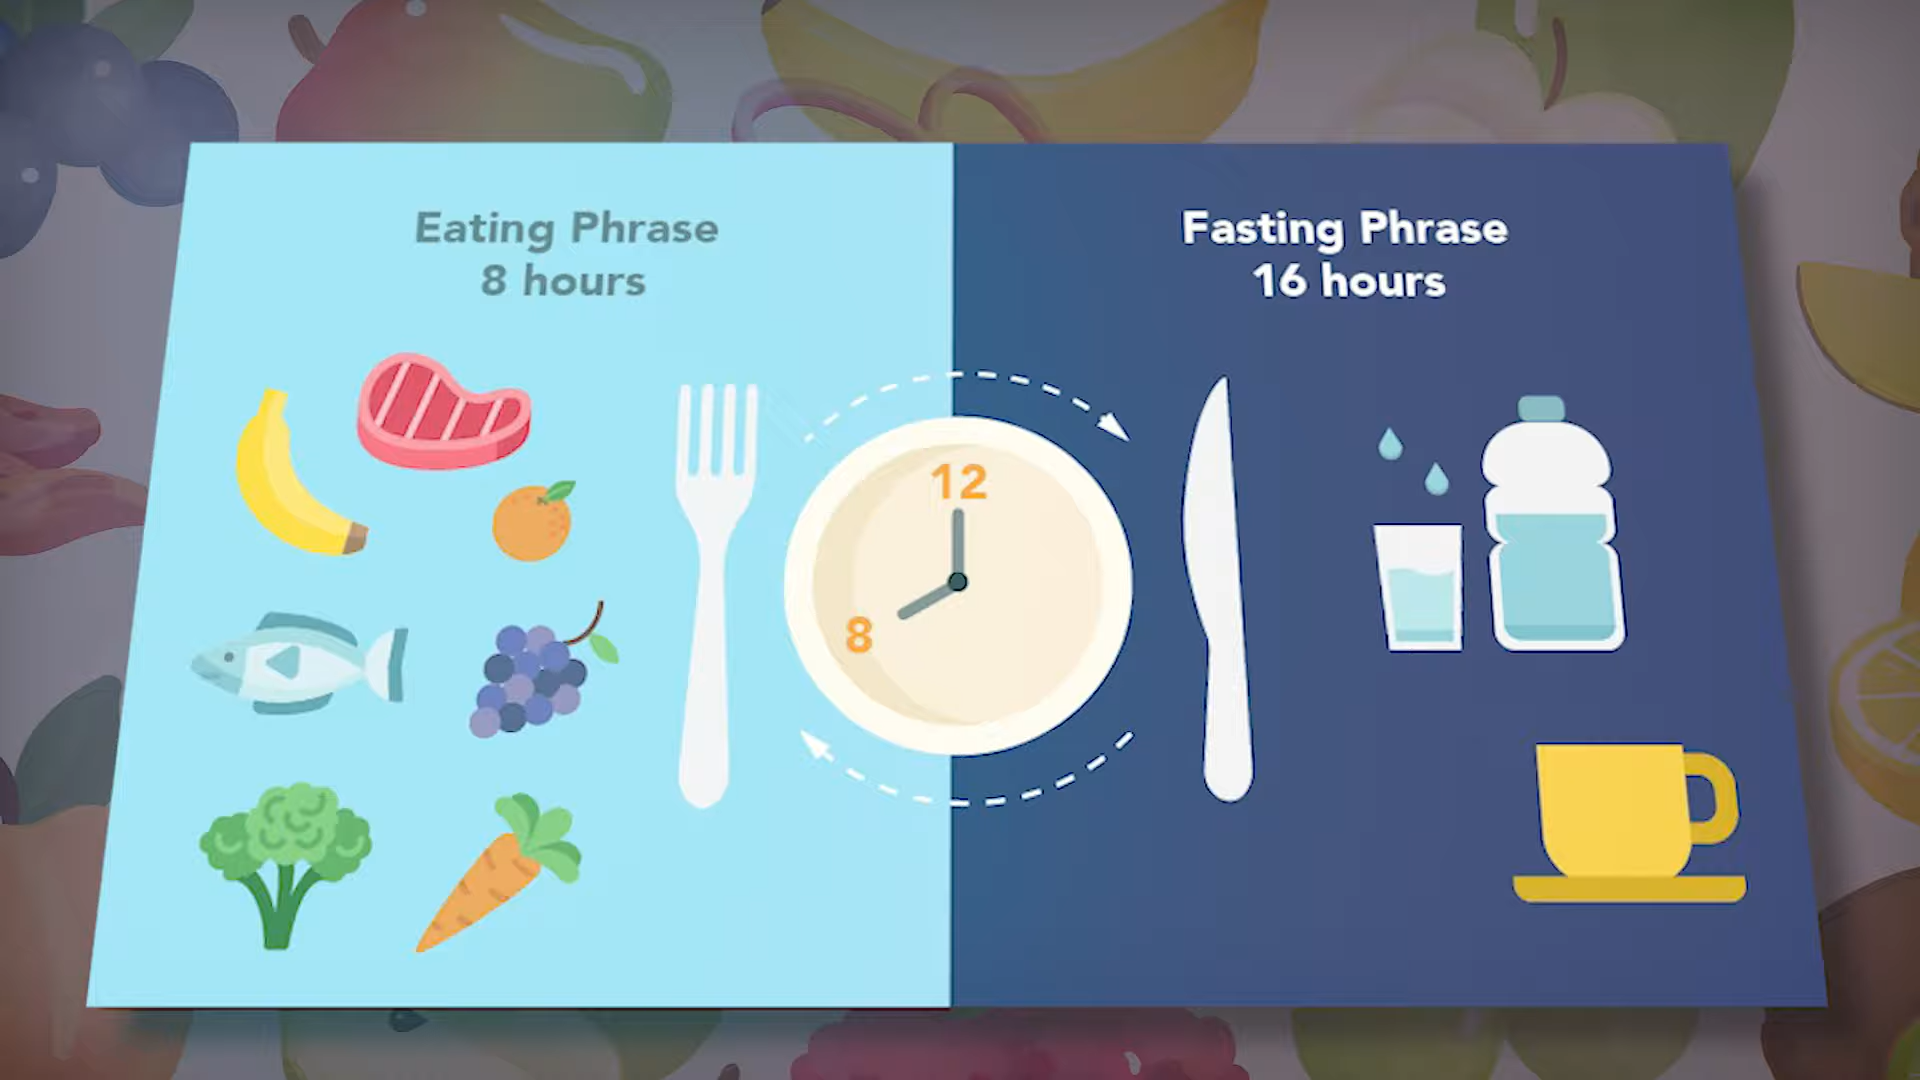 Eating Phrase
8 hours
Fasting Phrase
16 hours
12
8